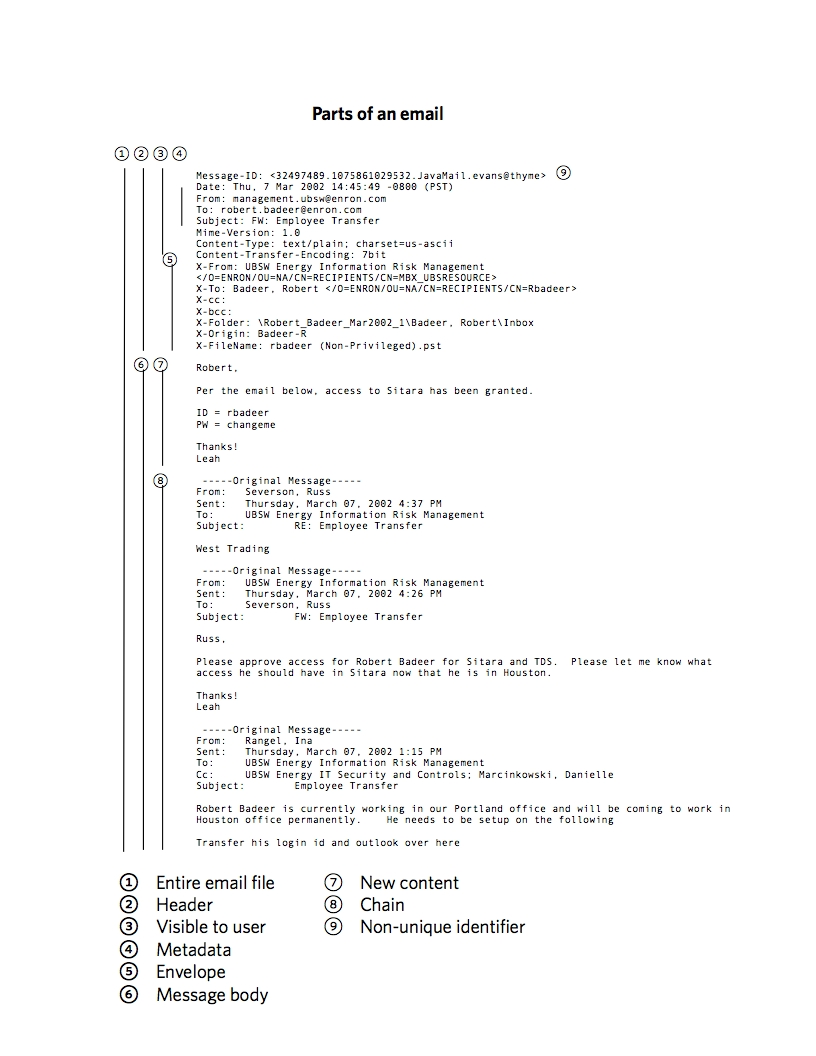 Parts of an email
① ② ③ ④
Message-ID: <32497489.1075861029532.JavaMail.evans@thyme> ⑨
Date: Thu, 7 Mar 2002 14:45:49 -0800 (PST)
From: management.ubsw@enron.com
To: robert.badeer@enron.com
Subject: FW: Employee Transfer
Mime-Version: 1.0
Content-Type: text/plain; charset=us-ascii
Content-Transfer-Encoding: 7bit
⑤ X-From: UBSW Energy Information Risk Management
</O=ENRON/OU=NA/CN=RECIPIENTS/CN=MBX_UBSRESOURCE>
X-To: Badeer, Robert </O=ENRON/OU=NA/CN=RECIPIENTS/CN=Rbadeer>
X-cc:
X-bcc:
X-Folder: \Robert_Badeer_Mar2002_1\Badeer, Robert\Inbox
X-Origin: Badeer-R
X-FileName: rbadeer (Non-Privileged).pst
⑥ ⑦ Robert,
Per the email below, access to Sitara has been granted.
ID = rbadeer
PW = changeme
Thanks!
Leah
⑧ -----Original Message-----
From: Severson, Russ
Sent: Thursday, March 07, 2002 4:37 PM
To: UBSW Energy Information Risk Management
Subject: RE: Employee Transfer
West Trading
-----Original Message-----
From: UBSW Energy Information Risk Management
Sent: Thursday, March 07, 2002 4:26 PM
To: Severson, Russ
Subject: FW: Employee Transfer
Russ,
Please approve access for Robert Badeer for Sitara and TDS. Please let me know what
access he should have in Sitara now that he is in Houston.
Thanks!
Leah
-----Original Message-----
From: Rangel, Ina
Sent: Thursday, March 07, 2002 1:15 PM
To: UBSW Energy Information Risk Management
Cc: UBSW Energy IT Security and Controls; Marcinkowski, Danielle
Subject: Employee Transfer
Robert Badeer is currently working in our Portland office and will be coming to work in
Houston office permanently. He needs to be setup on the following
Transfer his login id and outlook over here
① Entire email file
② Header
③ Visible to user
④ Metadata
⑤ Envelope
⑥ Message body
⑦ New content
⑧ Chain
⑨ Non-unique identifier